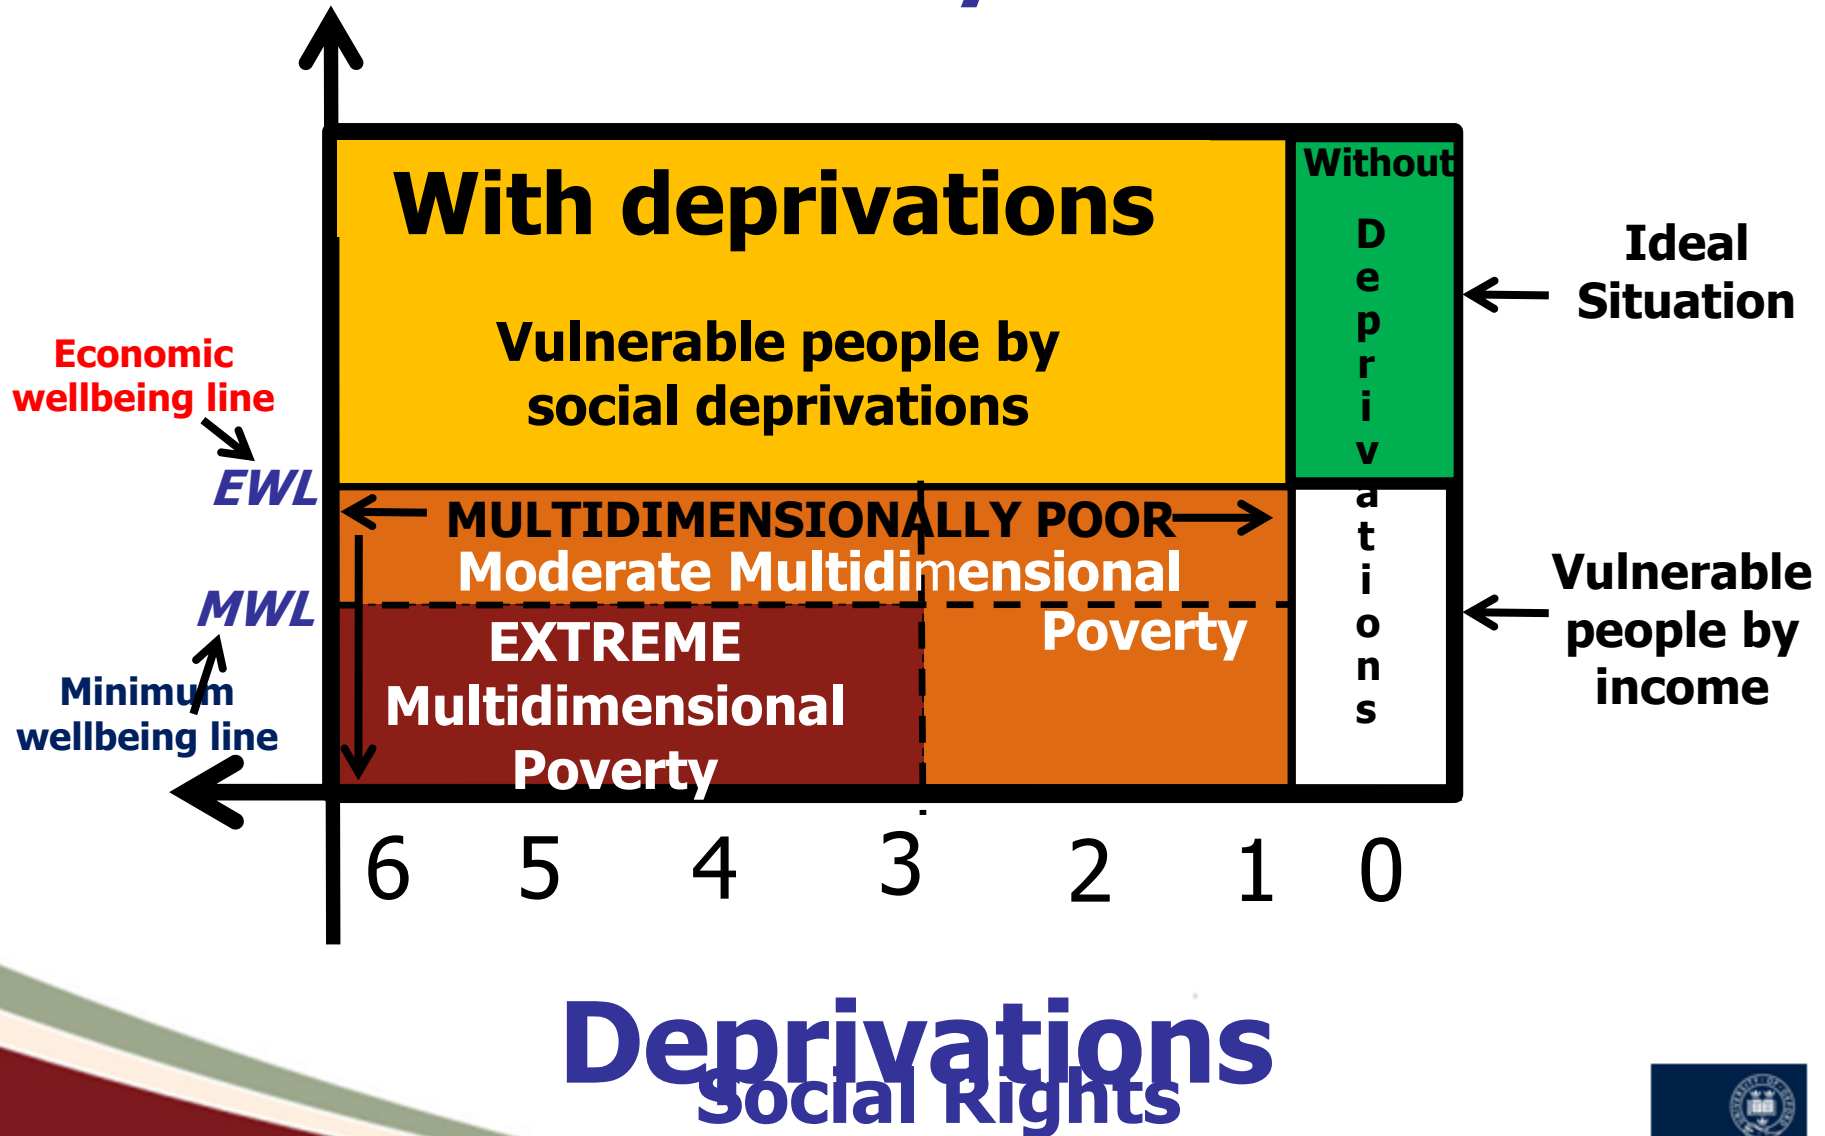 With deprivations
Without
Deprivations
Vulnerable people by
social deprivations
Ideal
Situation
Economic
wellbeing line
EWL
MULTIDIMENSIONALLY POOR
Moderate Multidimensional
Poverty
MWL
EXTREME
Multidimensional
Poverty
Minimum
wellbeing line
Vulnerable
people by
income
6 5 4 3 2 1 0
Deprivations
Social Rights